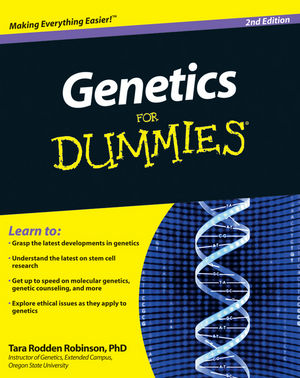 Making Everything Easier!™
2nd Edition
Genetics
FOR
DUMMIES®
Learn to:
• Grasp the latest developments in genetics
• Understand the latest on stem cell
research
• Get up to speed on molecular genetics,
genetic counseling, and more
• Explore ethical issues as they apply to
genetics
Tara Rodden Robinson, PhD
Instructor of Genetics, Extended Campus,
Oregon State University